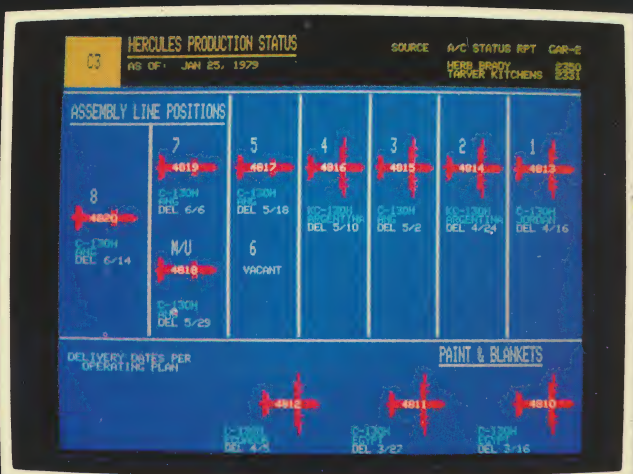 C3
HERCULES PRODUCTION STATUS
AS OF: JAN 25, 1979
SOURCE A/C STATUS RPT GAR-2
HERB BRADY 2350
TARVER KITCHENS 2331
ASSEMBLY LINE POSITIONS
8
4820
C-130H
ANG
DEL 6/14
7
4819
C-130H
ANG
DEL 6/6
M/U
4818
C-130H
DEL 5/29
5
4817
C-130H
ANG
DEL 5/18
6
VACANT
4
4816
KC-130H
ARGENTINA
DEL 5/10
3
4815
C-130H
ANG
DEL 5/2
2
4814
KC-130H
ARGENTINA
DEL 4/24
1
4813
C-130H
JORDAN
DEL 4/16
DELIVERY DATES PER
OPERATING PLAN
PAINT & BLANKETS
4812
C-130H
ECUADOR
DEL 4/5
4811
C-130H
EGYPT
DEL 3/27
4810
C-130H
EGYPT
DEL 3/16